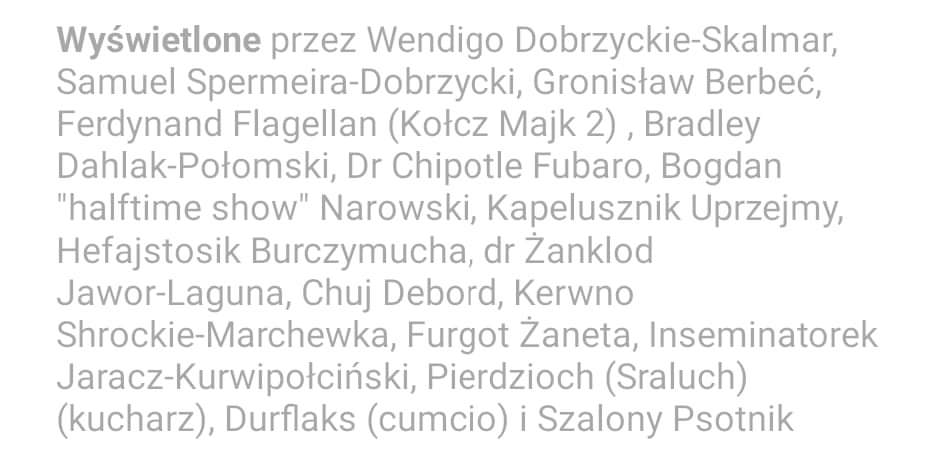 Wyświetlone przez Wendigo Dobrzyckie-Skalmar,
Samuel Spermeira-Dobrzycki, Gronisław Berbeć,
Ferdynand Flagellan (Kołcz Majk 2) , Bradley
Dahlak-Połomski, Dr Chipotle Fubaro, Bogdan
"halftime show" Narowski, Kapelusznik Uprzejmy,
Hefajstosik Burczymucha, dr Żanklod
Jawor-Laguna, Chuj Debord, Kerwno
Shrockie-Marchewka, Furgot Żaneta, Inseminatorek
Jaracz-Kurwipołciński, Pierdzioch (Sraluch)
(kucharz), Durflaks (cumcio) i Szalony Psotnik